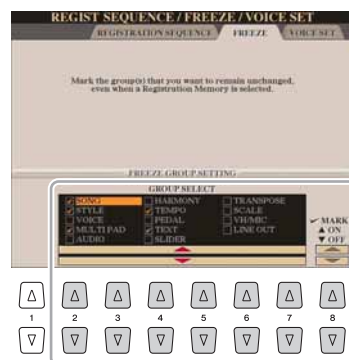 REGIST SEQUENCE / FREEZE / VOICE SET
REGISTRATION SEQUENCE FREEZE VOICE SET
Mark the group(s) that you want to remain unchanged,
even when a Registration Memory is selected.
FREEZE GROUP SETTING
GROUP SELECT
SONG HARMONY TRANSPOSE
STYLE TEMPO SCALE
VOICE PEDAL VH/MIC
MULTI PAD TEXT LINE OUT
AUDIO SLIDER
MARK
▲ ON
▼ OFF
1 2 3 4 5 6 7 8